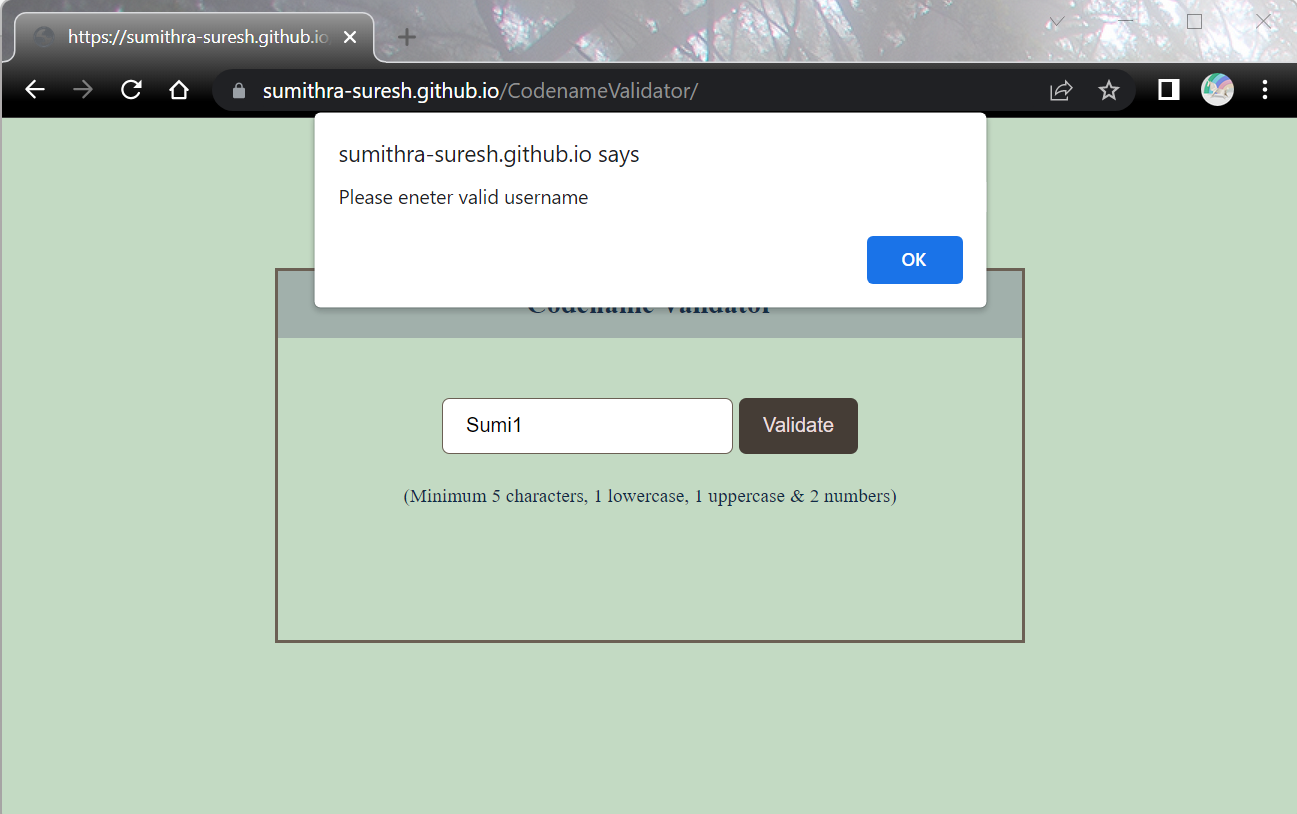 https://sumithra-suresh.github.io
sumithra-suresh.github.io/CodenameValidator/
sumithra-suresh.github.io says
Please eneter valid username
OK
Codename Validator
Sumi1
Validate
(Minimum 5 characters, 1 lowercase, 1 uppercase & 2 numbers)